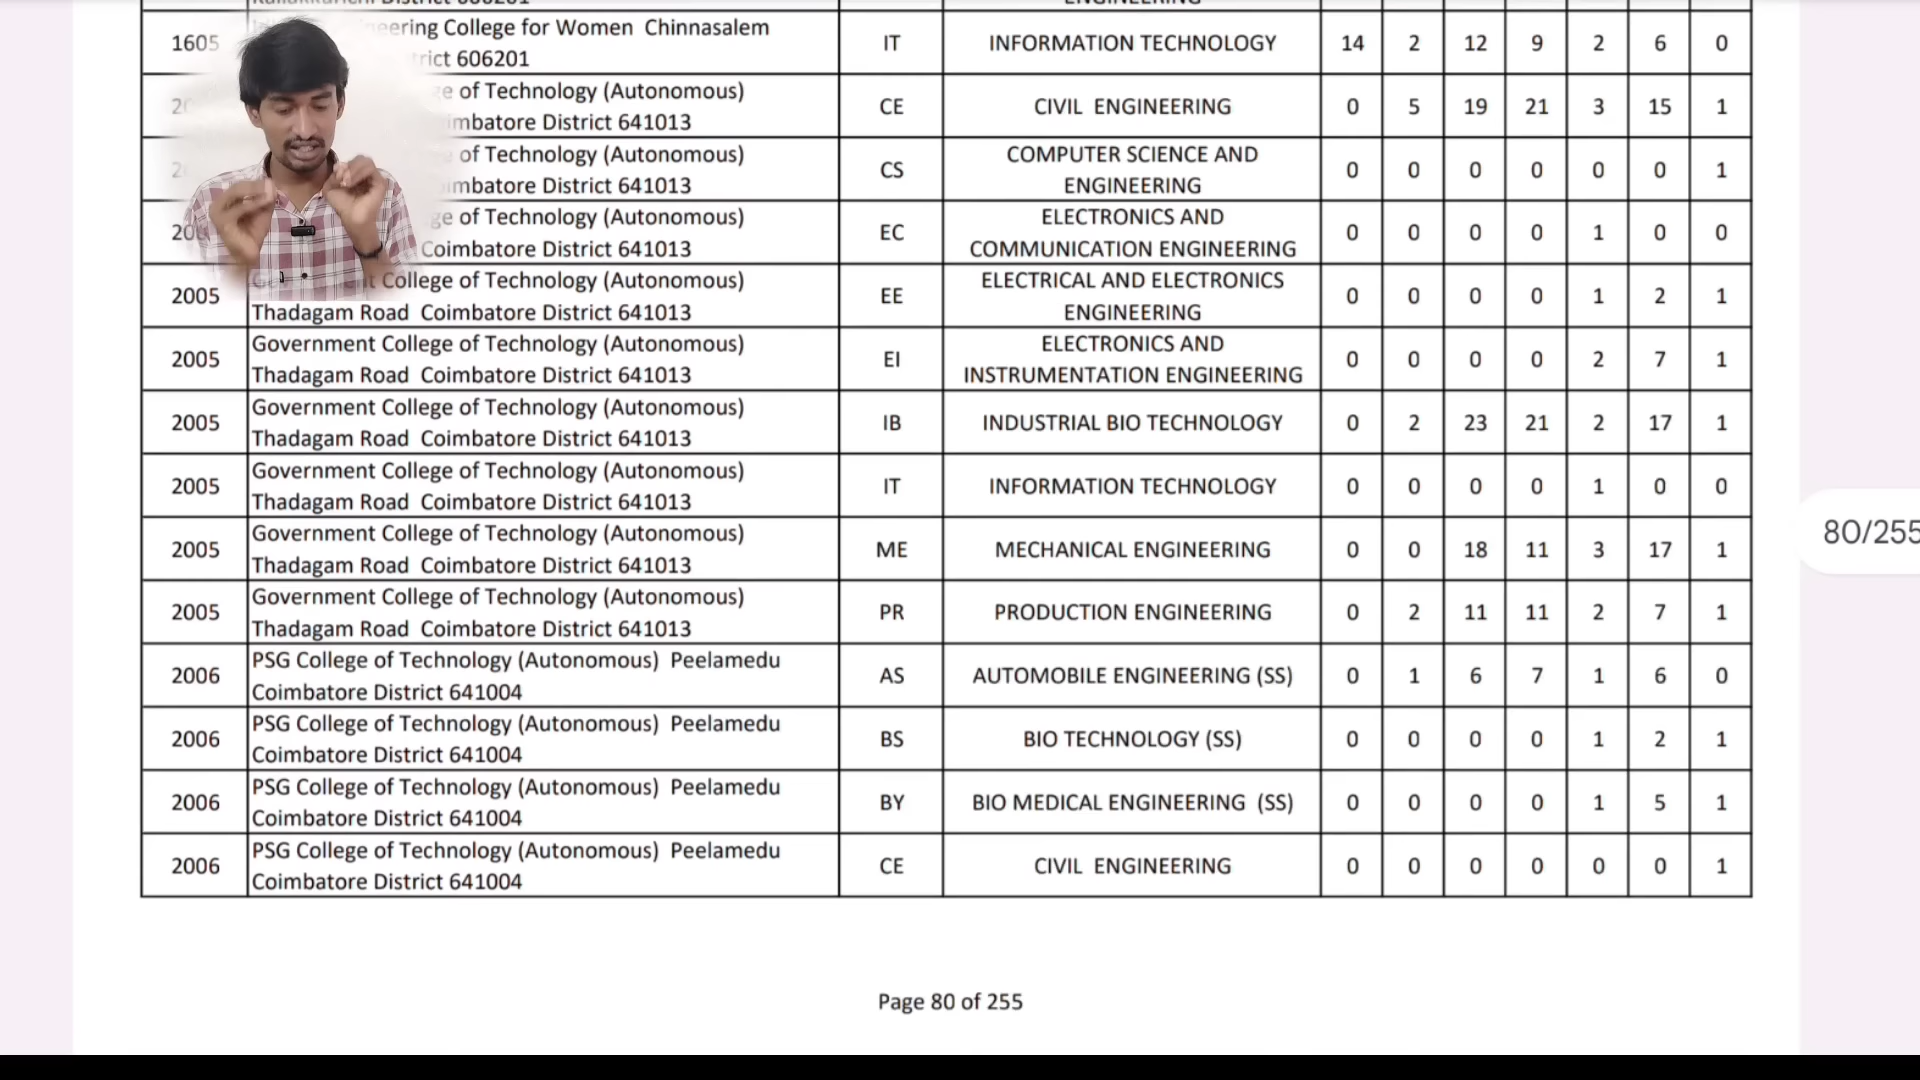 1605
ering College for Women Chinnasalem
rict 606201
IT
INFORMATION TECHNOLOGY
14 2 12 9 2 6 0
ge of Technology (Autonomous)
imbatore District 641013
CE
CIVIL ENGINEERING
0 5 19 21 3 15 1
of Technology (Autonomous)
imbatore District 641013
CS
COMPUTER SCIENCE AND
ENGINEERING
0 0 0 0 0 0 1
ge of Technology (Autonomous)
Coimbatore District 641013
EC
ELECTRONICS AND
COMMUNICATION ENGINEERING
0 0 0 0 1 0 0
2005
College of Technology (Autonomous)
Thadagam Road Coimbatore District 641013
EE
ELECTRICAL AND ELECTRONICS
ENGINEERING
0 0 0 0 1 2 1
2005
Government College of Technology (Autonomous)
Thadagam Road Coimbatore District 641013
EI
ELECTRONICS AND
INSTRUMENTATION ENGINEERING
0 0 0 0 2 7 1
2005
Government College of Technology (Autonomous)
Thadagam Road Coimbatore District 641013
IB
INDUSTRIAL BIO TECHNOLOGY
0 2 23 21 2 17 1
2005
Government College of Technology (Autonomous)
Thadagam Road Coimbatore District 641013
IT
INFORMATION TECHNOLOGY
0 0 0 0 1 0 0
2005
Government College of Technology (Autonomous)
Thadagam Road Coimbatore District 641013
ME
MECHANICAL ENGINEERING
0 0 18 11 3 17 1
2005
Government College of Technology (Autonomous)
Thadagam Road Coimbatore District 641013
PR
PRODUCTION ENGINEERING
0 2 11 11 2 7 1
2006
PSG College of Technology (Autonomous) Peelamedu
Coimbatore District 641004
AS
AUTOMOBILE ENGINEERING (SS)
0 1 6 7 1 6 0
2006
PSG College of Technology (Autonomous) Peelamedu
Coimbatore District 641004
BS
BIO TECHNOLOGY (SS)
0 0 0 0 1 2 1
2006
PSG College of Technology (Autonomous) Peelamedu
Coimbatore District 641004
BY
BIO MEDICAL ENGINEERING (SS)
0 0 0 0 1 5 1
2006
PSG College of Technology (Autonomous) Peelamedu
Coimbatore District 641004
CE
CIVIL ENGINEERING
0 0 0 0 0 0 1
80/255
Page 80 of 255